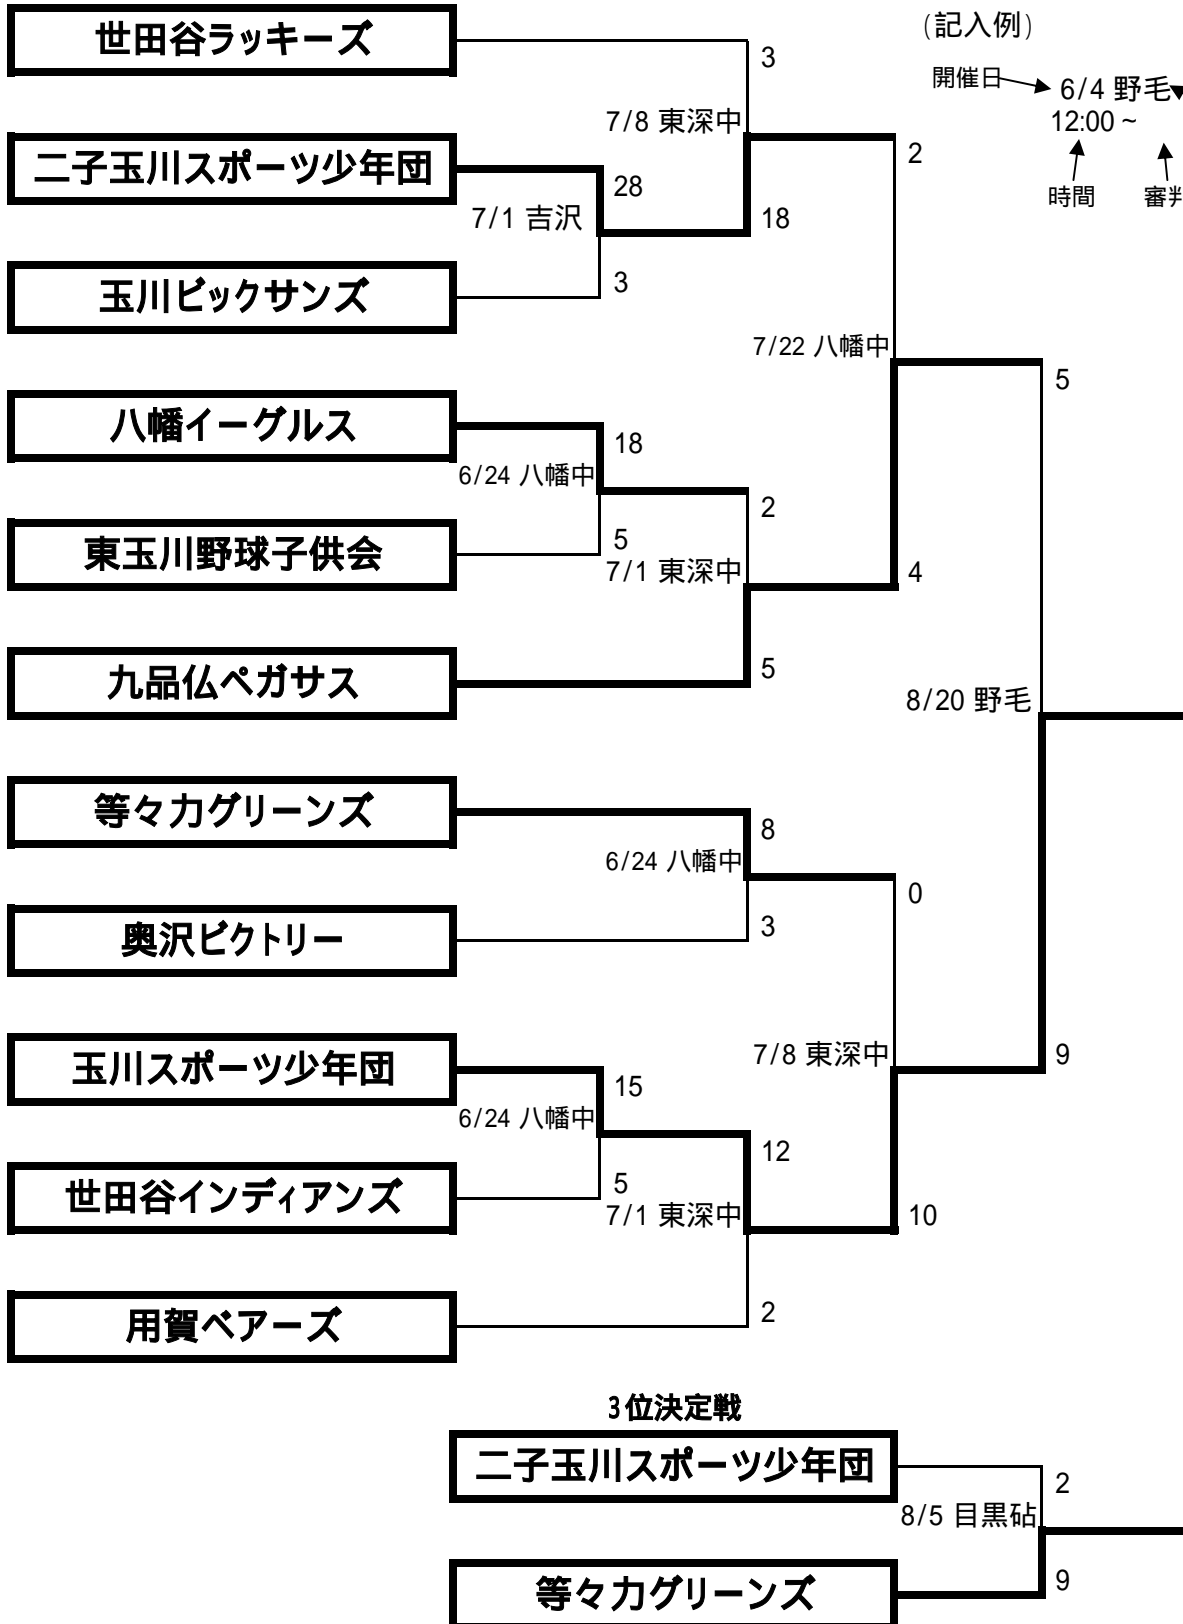 世田谷ラッキーズ
(記入例)
3
開催日
6/4 野毛
7/8 東深中
12:00 ~
二子玉川スポーツ少年団
2
28
時間
7/1 吉沢
18
玉川ビックサンズ
3
7/22 八幡中
5
八幡イーグルス
18
6/24 八幡中
2
東玉川野球子供会
5
7/1 東深中
4
九品仏ペガサス
5
8/20 野毛
等々力グリーンズ
8
6/24 八幡中
0
奥沢ビクトリー
3
7/8 東深中
9
玉川スポーツ少年団
15
6/24 八幡中
12
世田谷インディアンズ
5
7/1 東深中
10
用賀ベアーズ
2
3位決定戦
二子玉川スポーツ少年団
2
8/5 目黒砧
等々力グリーンズ
9